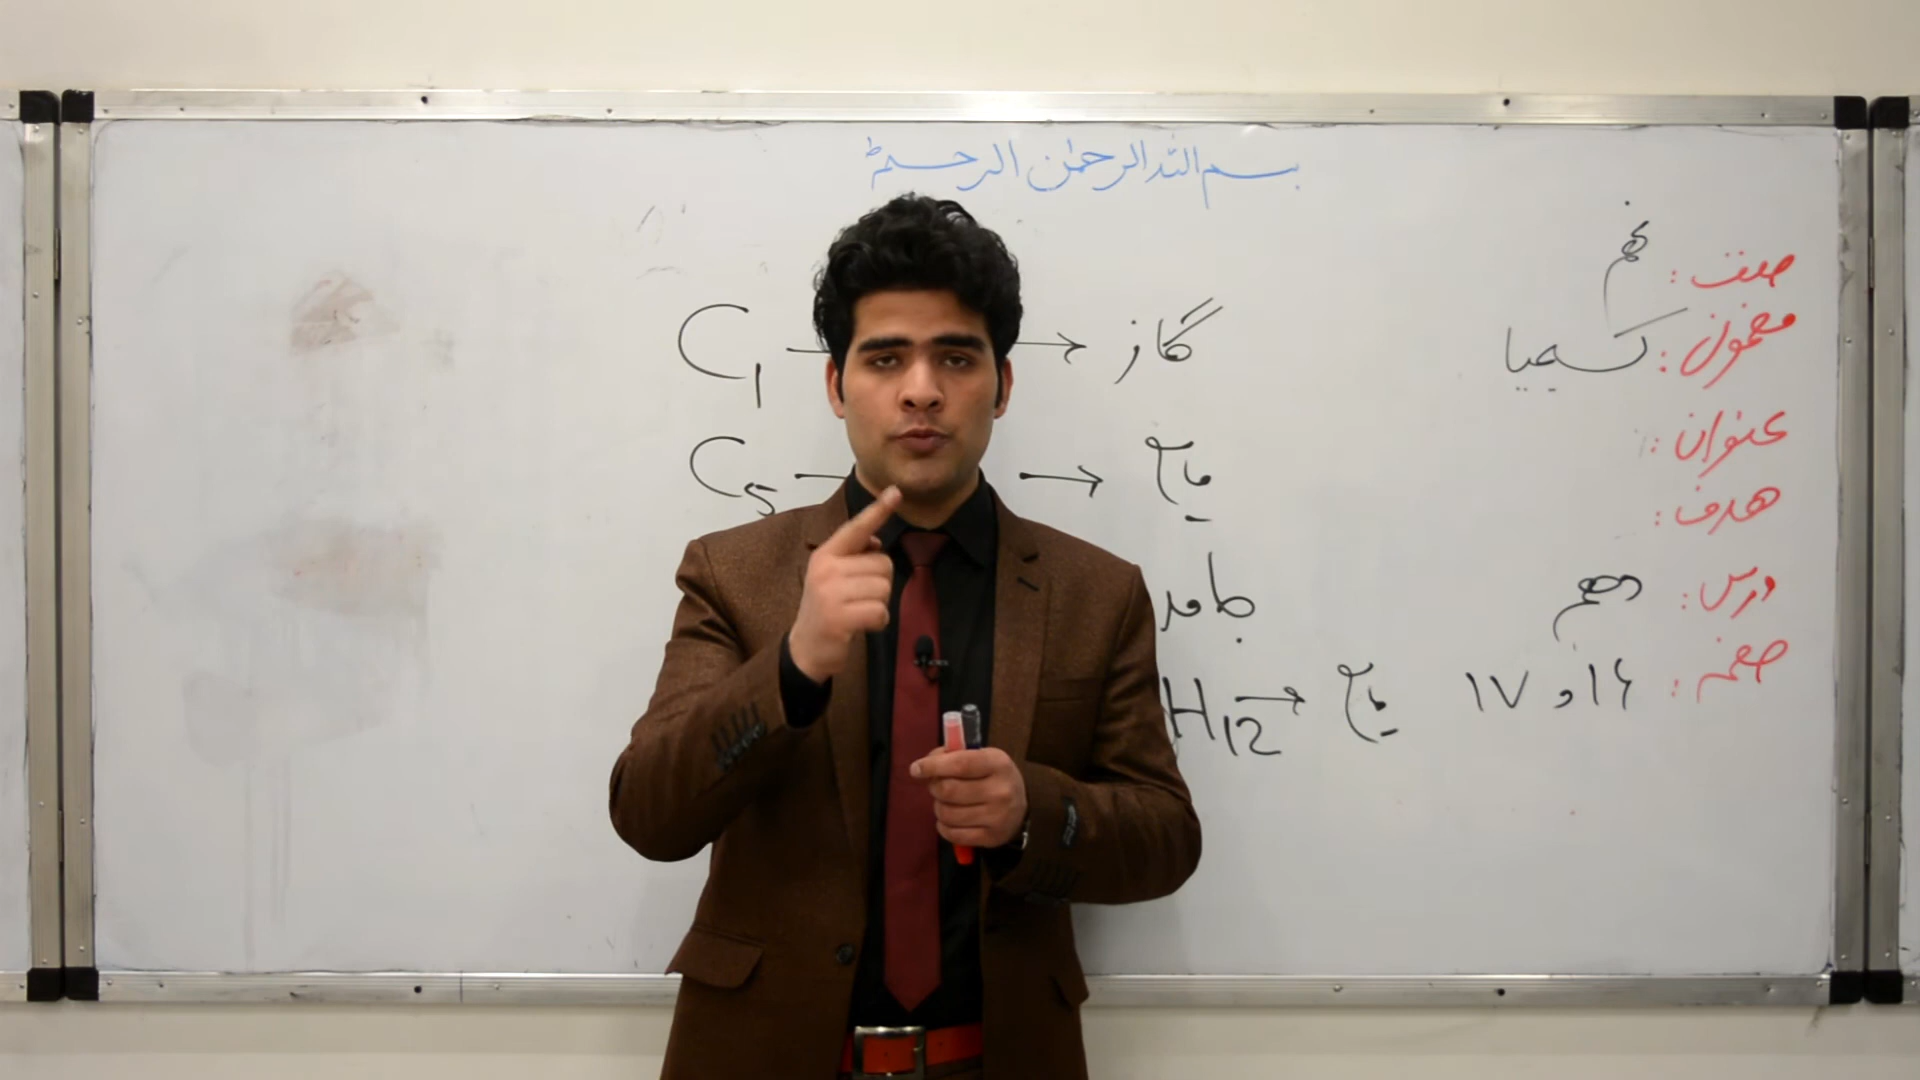 بسم الله الرحمن الرحیم
صنف: نهم
مضمون: کیمیا
عنوان:
هدف:
درس: دهم
صفحه: ۱۶ و ۱۷
C1 → گاز
C5 → مایع
جامد
H12 → مایع